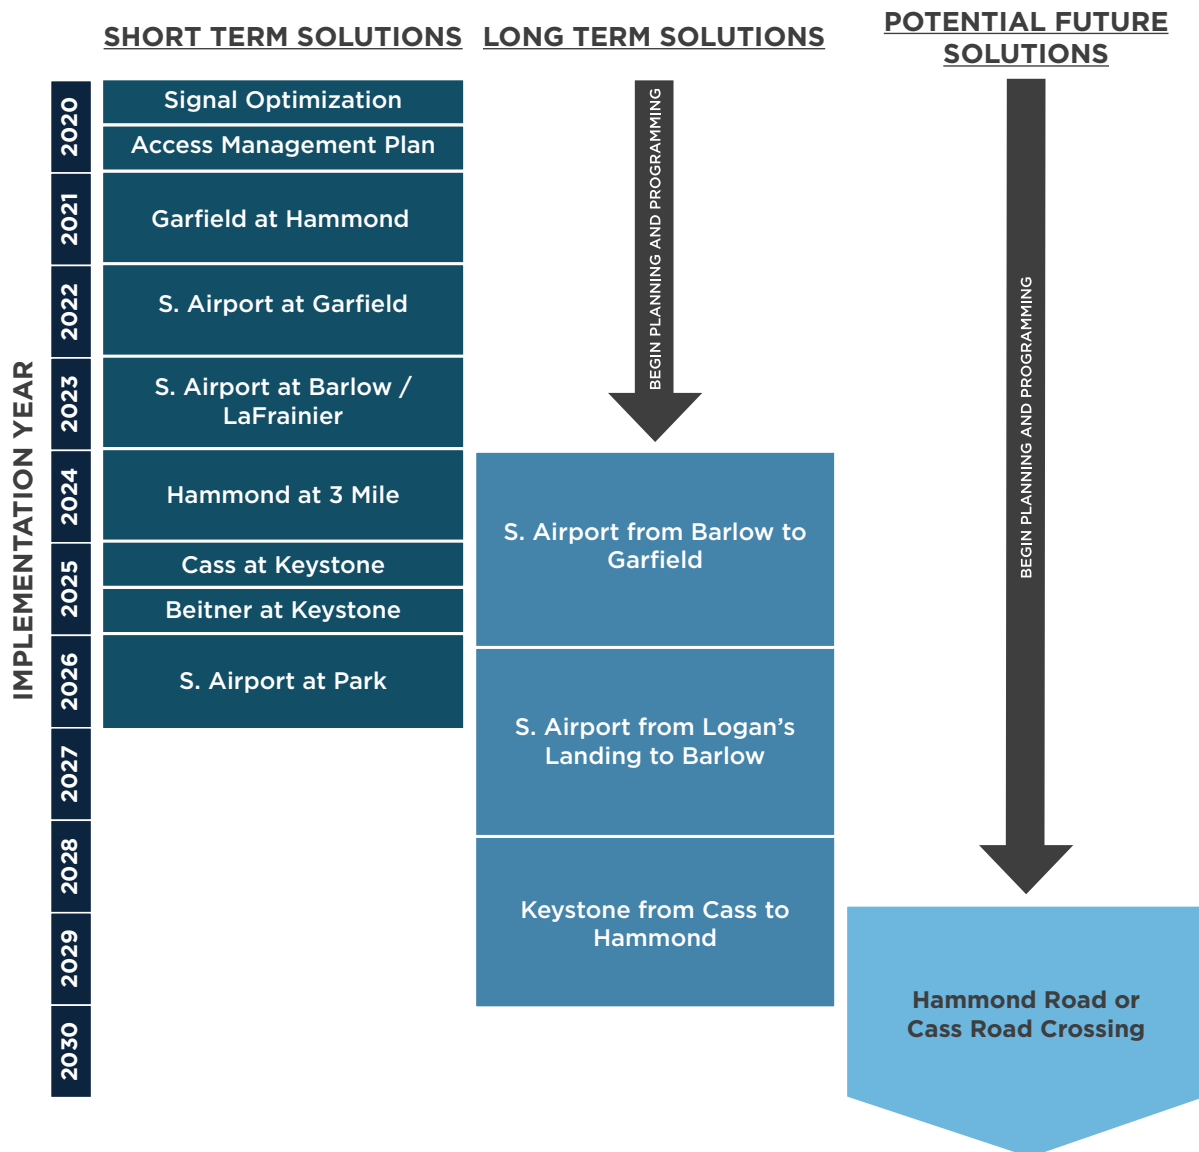 SHORT TERM SOLUTIONS
LONG TERM SOLUTIONS
POTENTIAL FUTURE
SOLUTIONS
IMPLEMENTATION YEAR
2020
Signal Optimization
Access Management Plan
2021
Garfield at Hammond
2022
S. Airport at Garfield
2023
S. Airport at Barlow /
LaFrainier
2024
Hammond at 3 Mile
2025
Cass at Keystone
Beitner at Keystone
2026
S. Airport at Park
2027
2028
2029
2030
BEGIN PLANNING AND PROGRAMMING
S. Airport from Barlow to
Garfield
S. Airport from Logan’s
Landing to Barlow
Keystone from Cass to
Hammond
BEGIN PLANNING AND PROGRAMMING
Hammond Road or
Cass Road Crossing